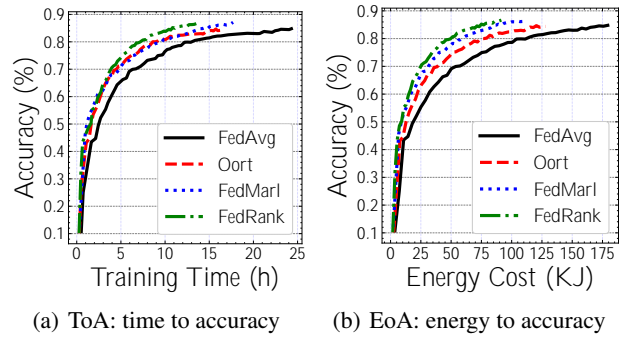 Accuracy (%)
0.9
0.8
0.7
0.6
0.5
0.4
0.3
0.2
0.1
FedAvg
Oort
FedMarl
FedRank
0 5 10 15 20 25
Training Time (h)
(a) ToA: time to accuracy
Accuracy (%)
0.9
0.8
0.7
0.6
0.5
0.4
0.3
0.2
0.1
FedAvg
Oort
FedMarl
FedRank
0 25 50 75 100 125 150 175
Energy Cost (KJ)
(b) EoA: energy to accuracy